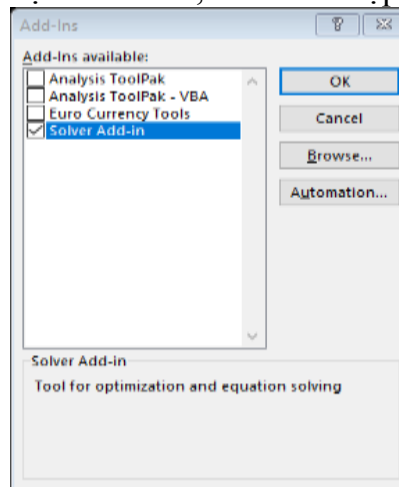 Add-Ins
Add-Ins available:
Analysis ToolPak
Analysis ToolPak - VBA
Euro Currency Tools
Solver Add-in
OK
Cancel
Browse...
Automation...
Solver Add-in
Tool for optimization and equation solving